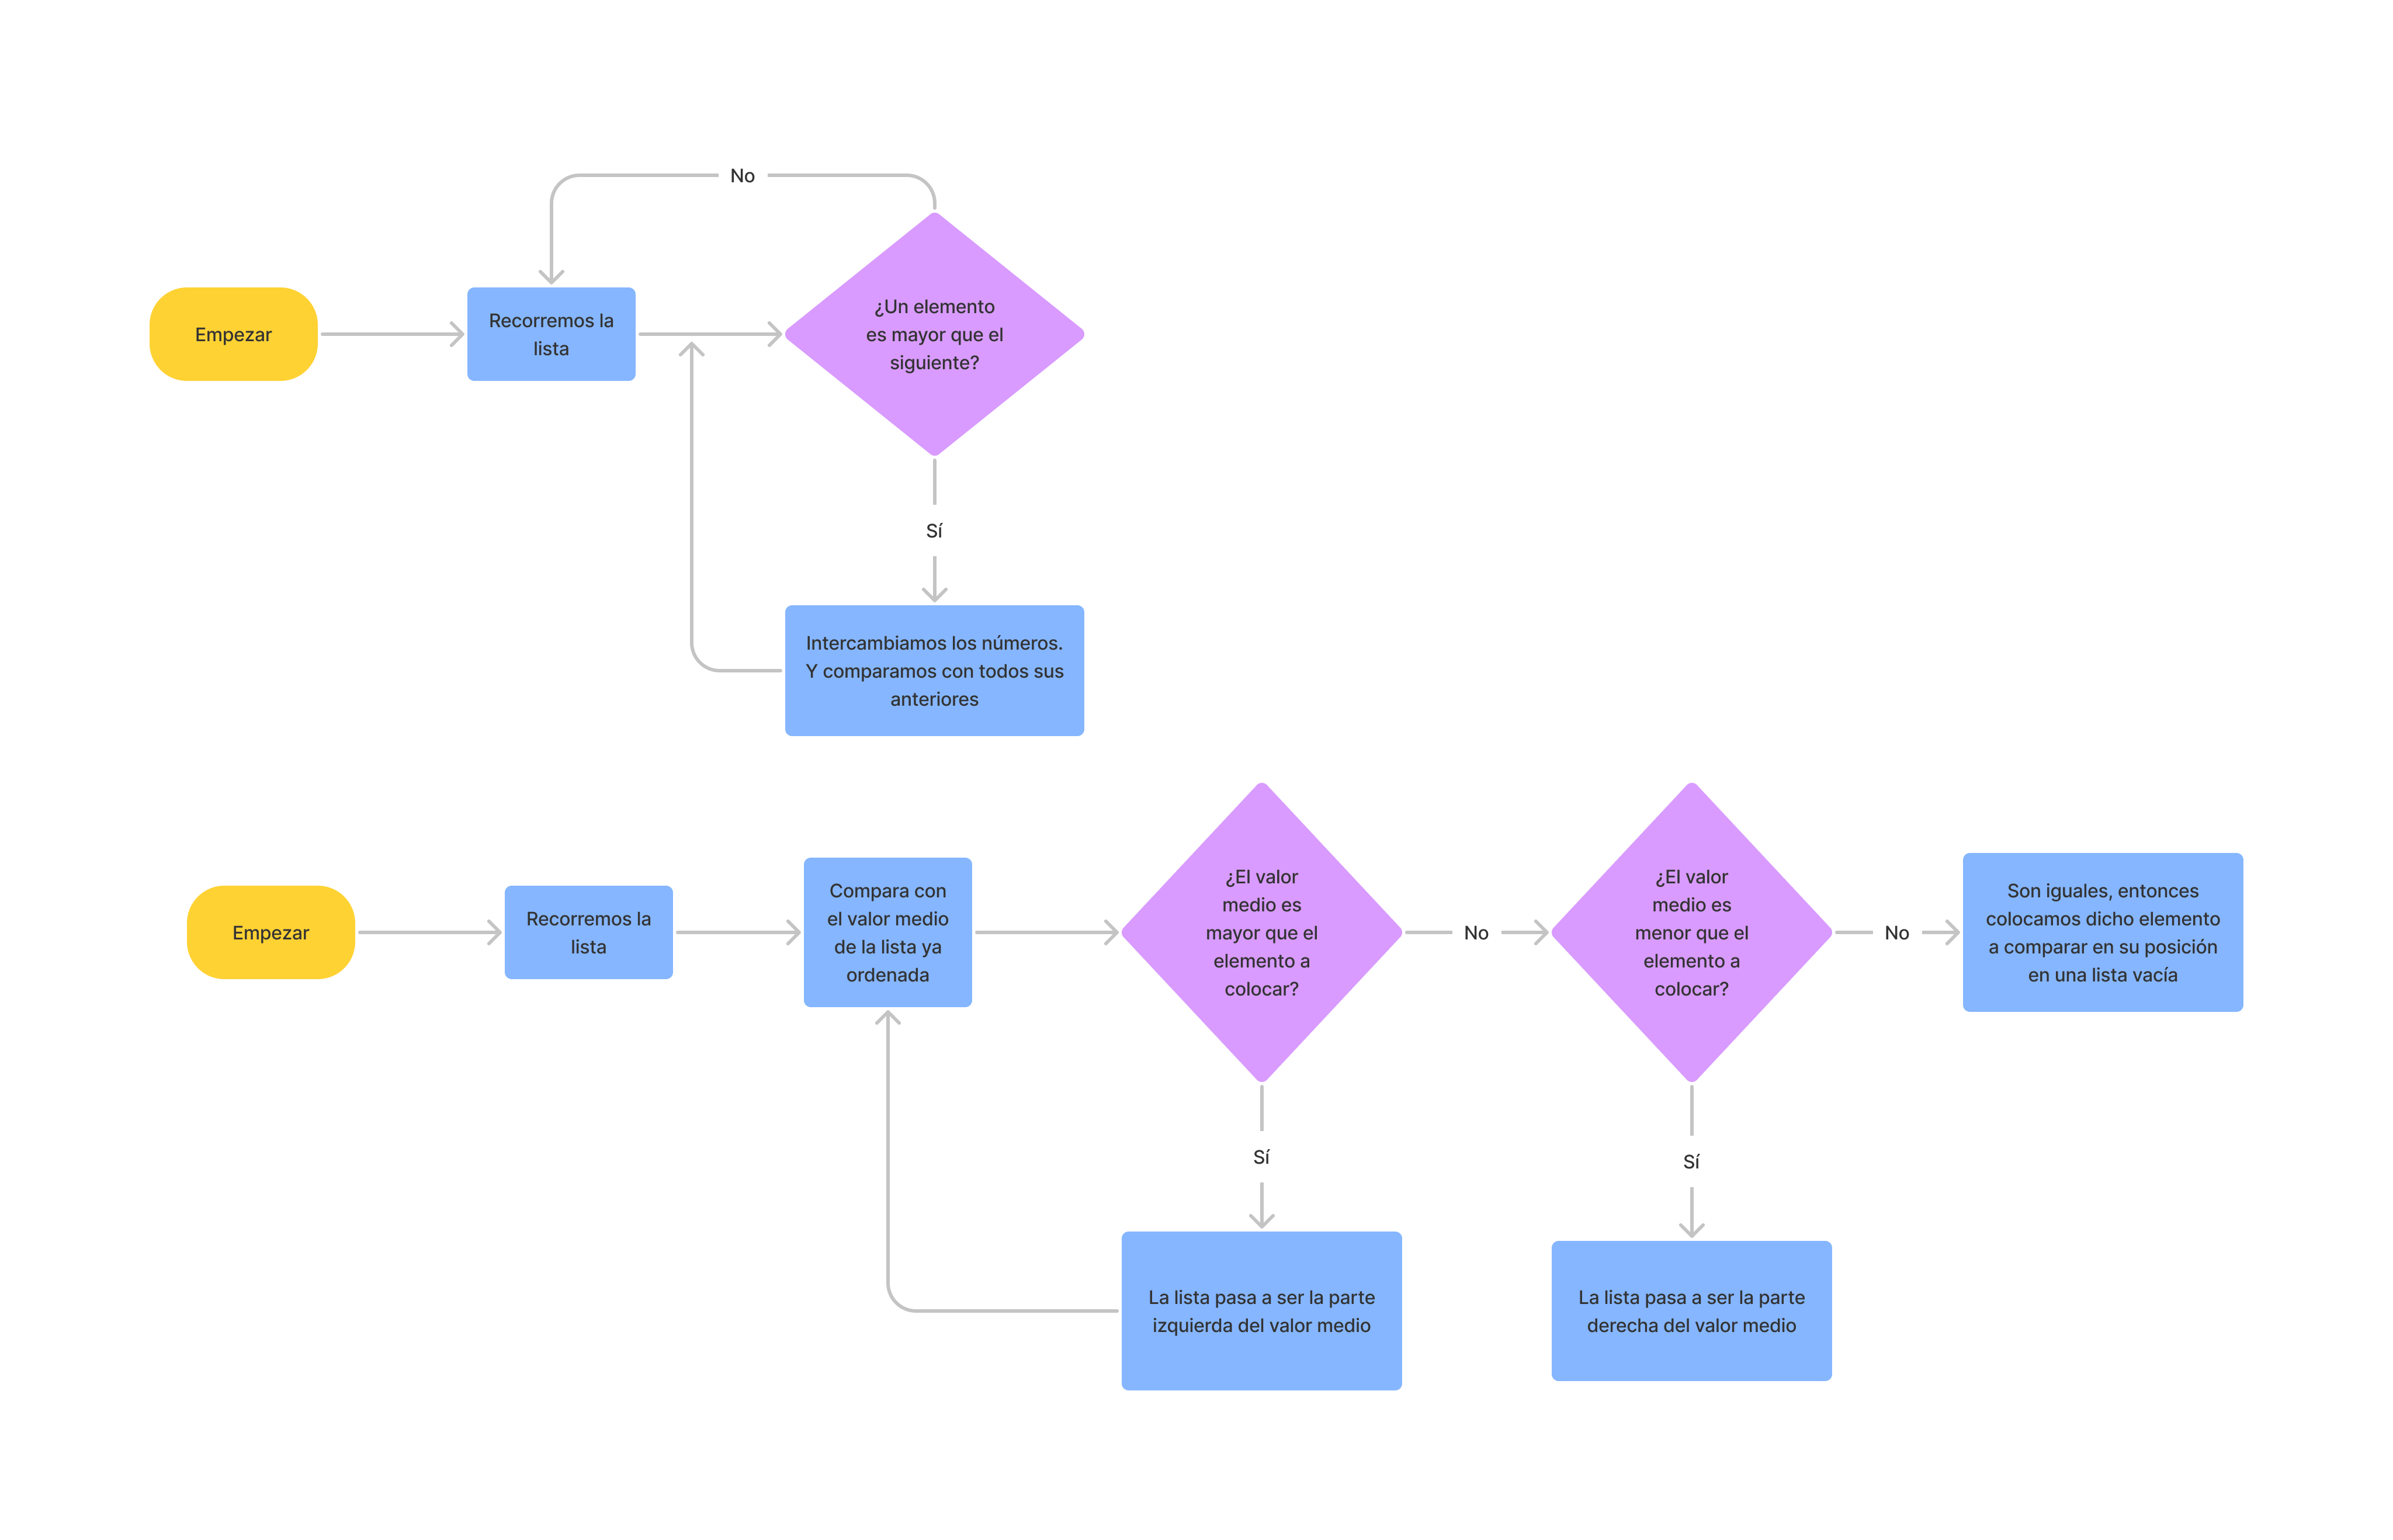 No
Empezar
Recorremos la
lista
¿Un elemento
es mayor que el
siguiente?
Sí
Intercambiamos los números.
Y comparamos con todos sus
anteriores
Empezar
Recorremos la
lista
Compara con
el valor medio
de la lista ya
ordenada
¿El valor
medio es
mayor que el
elemento a
colocar?
No
¿El valor
medio es
menor que el
elemento a
colocar?
No
Son iguales, entonces
colocamos dicho elemento
a comparar en su posición
en una lista vacía
Sí
Sí
La lista pasa a ser la parte
izquierda del valor medio
La lista pasa a ser la parte
derecha del valor medio